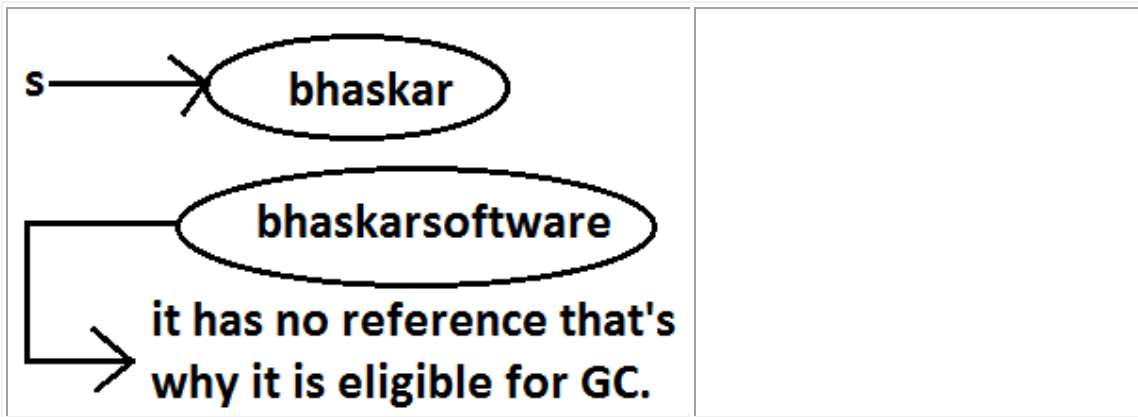 s
bhaskar
bhaskarsoftware
it has no reference that's
why it is eligible for GC.